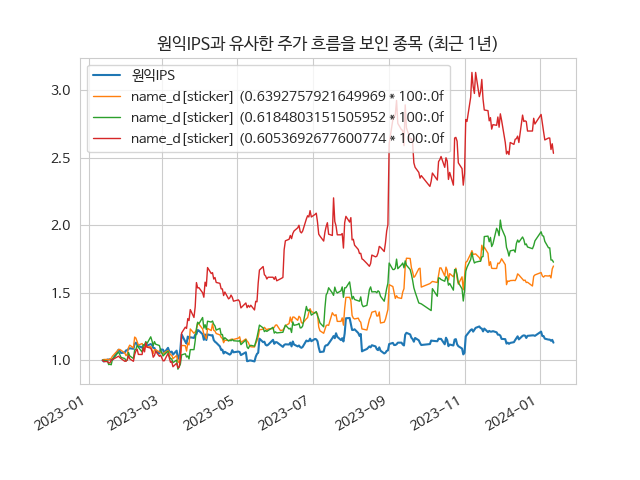 원익IPS과 유사한 주가 흐름을 보인 종목 (최근 1년)
원익IPS
name_d[sticker] (0.6392757921649969 * 100:.0f
name_d[sticker] (0.6184803151505952 * 100:.0f
name_d[sticker] (0.6053692677600774 * 100:.0f
3.0
2.5
2.0
1.5
1.0
2023-01
2023-03
2023-05
2023-07
2023-09
2023-11
2024-01